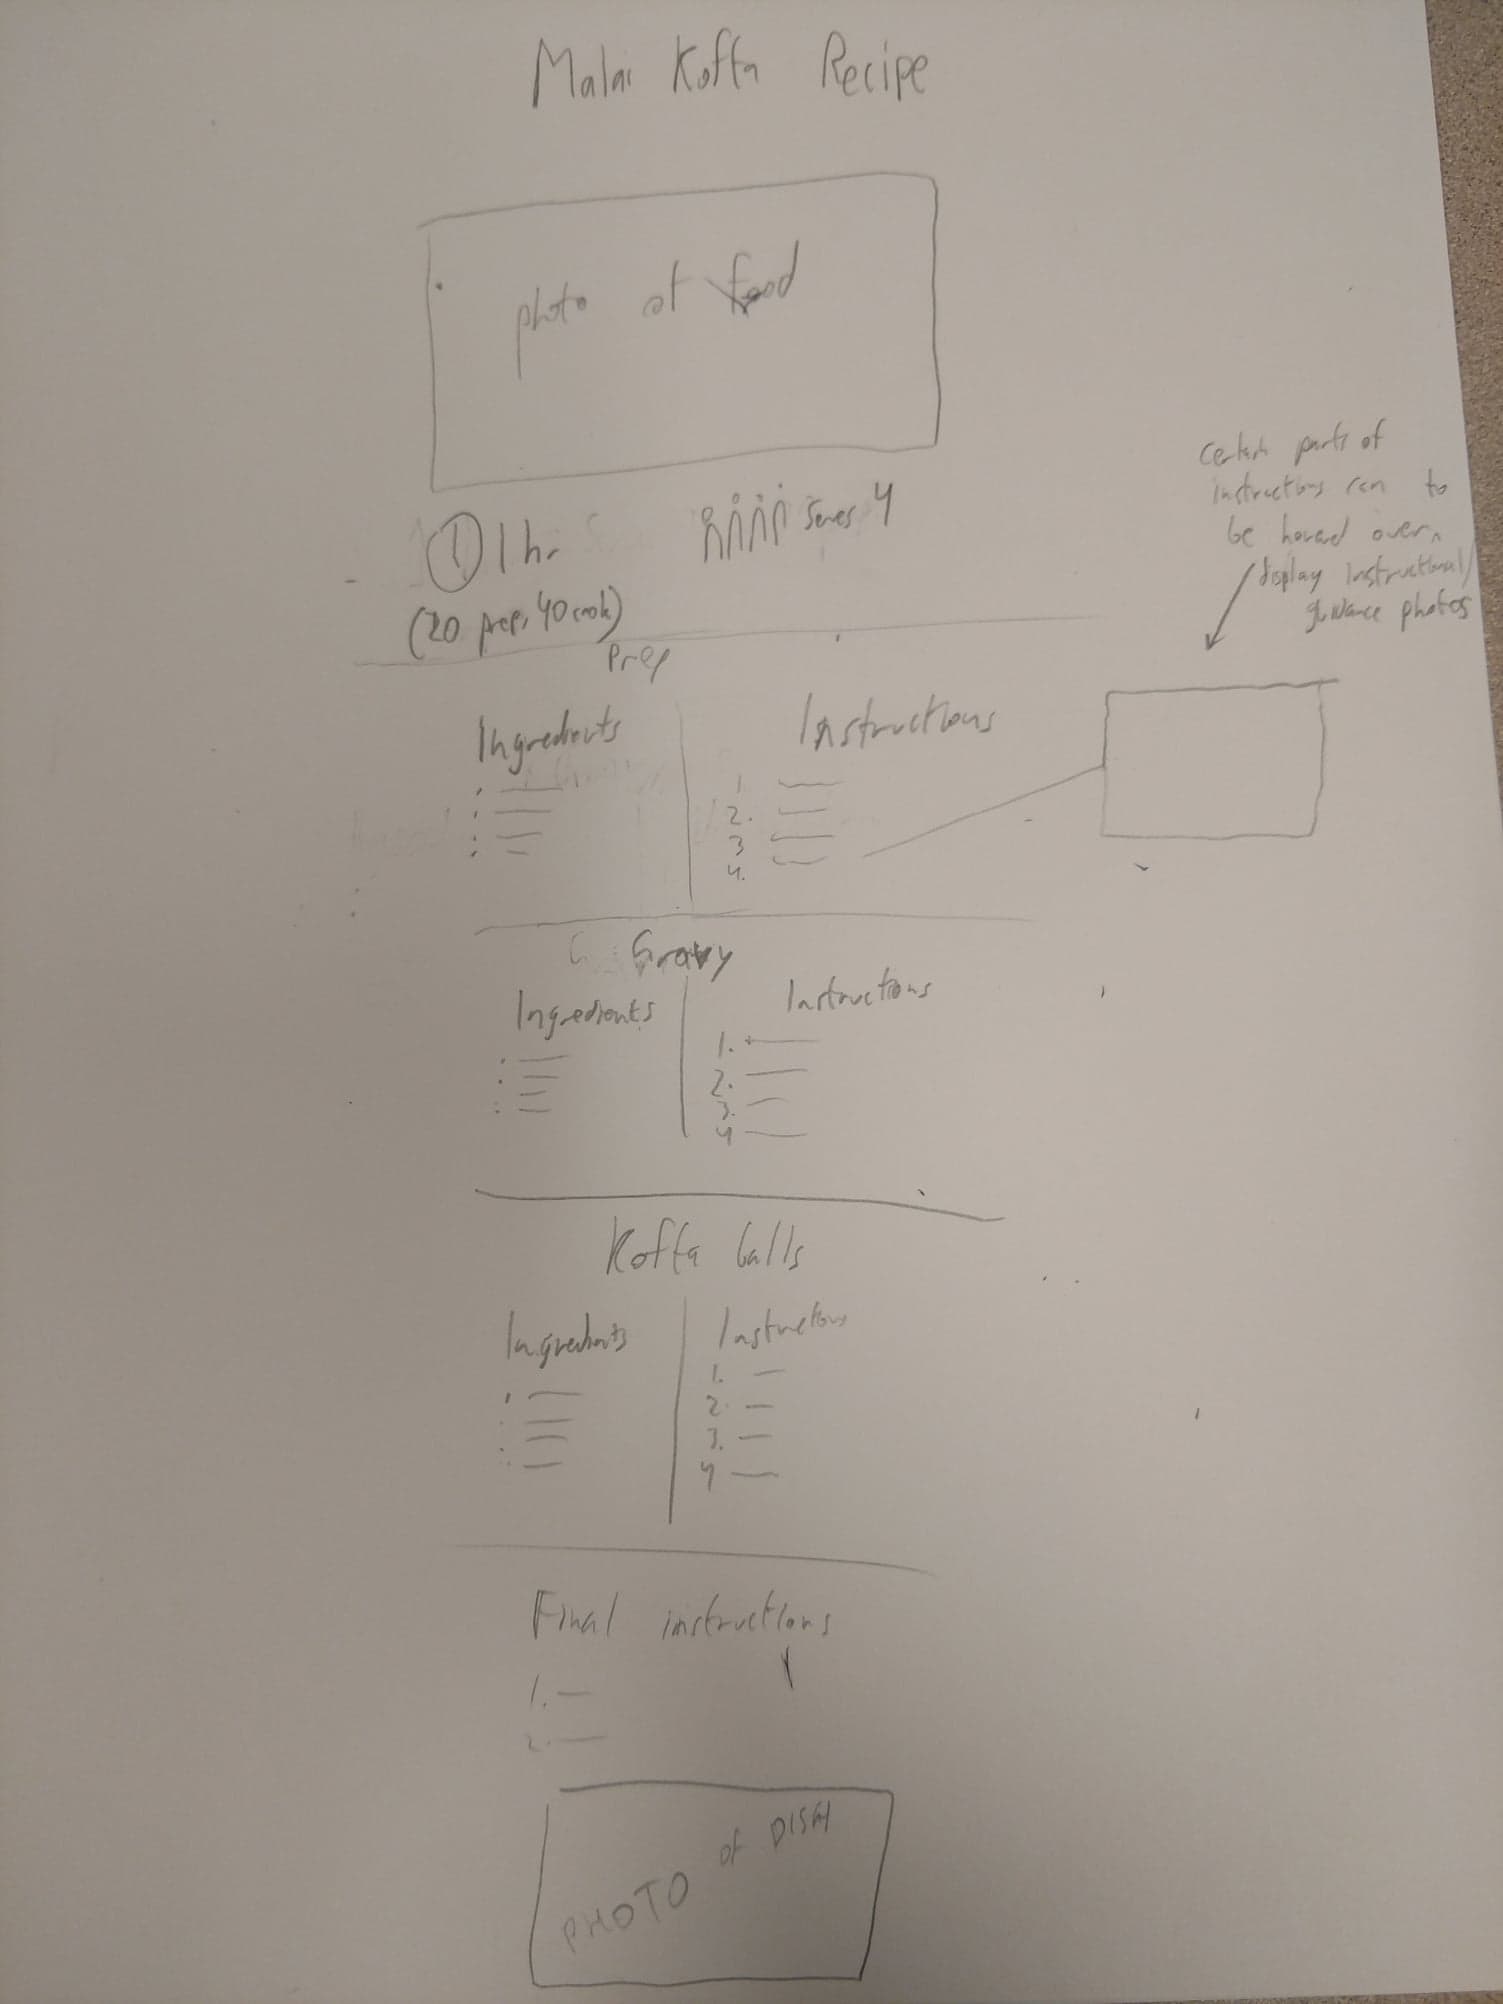 Malai Kofta Recipe
photo of food
1 hr
Serves 4
(20 prep, 40 cook)
Certain parts of
instructions can to
be hovered over
display instructional/
guidance photos
Prep
Ingredients
Instructions
1
2.
3
4.
Gravy
Ingredients
Instructions
1.
2.
3.
4
Kofta balls
Ingredients
Instructions
1.
2.
3.
4
Final instructions
1.
2.
PHOTO of DISH